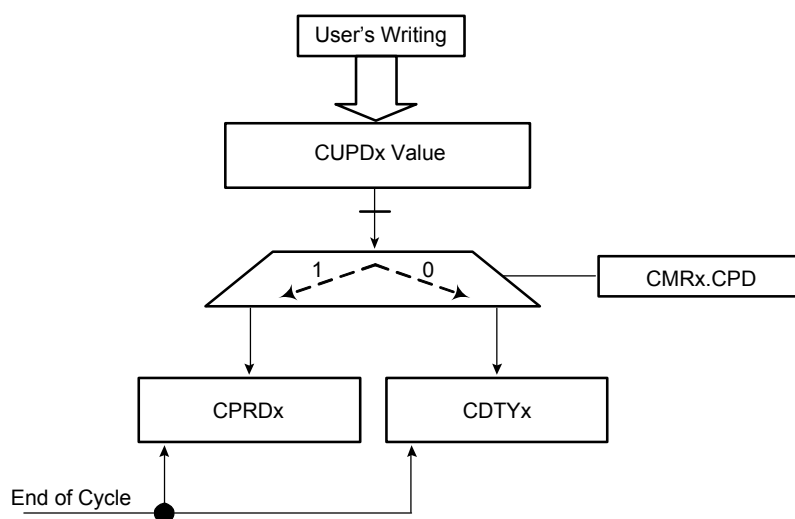 User's Writing
CUPDx Value
1
0
CMRx.CPD
CPRDx
CDTYx
End of Cycle